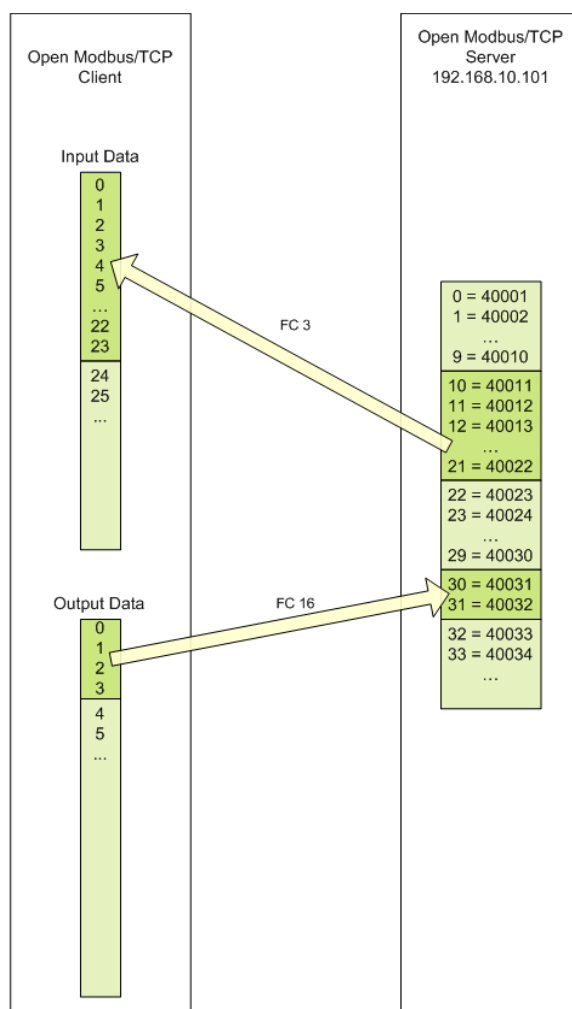 Open Modbus/TCP
Client
Input Data
0
1
2
3
4
5
...
22
23
24
25
...
Output Data
0
1
2
3
4
5
...
FC 3
FC 16
Open Modbus/TCP
Server
192.168.10.101
0 = 40001
1 = 40002
...
9 = 40010
10 = 40011
11 = 40012
12 = 40013
...
21 = 40022
22 = 40023
23 = 40024
...
29 = 40030
30 = 40031
31 = 40032
32 = 40033
33 = 40034
...